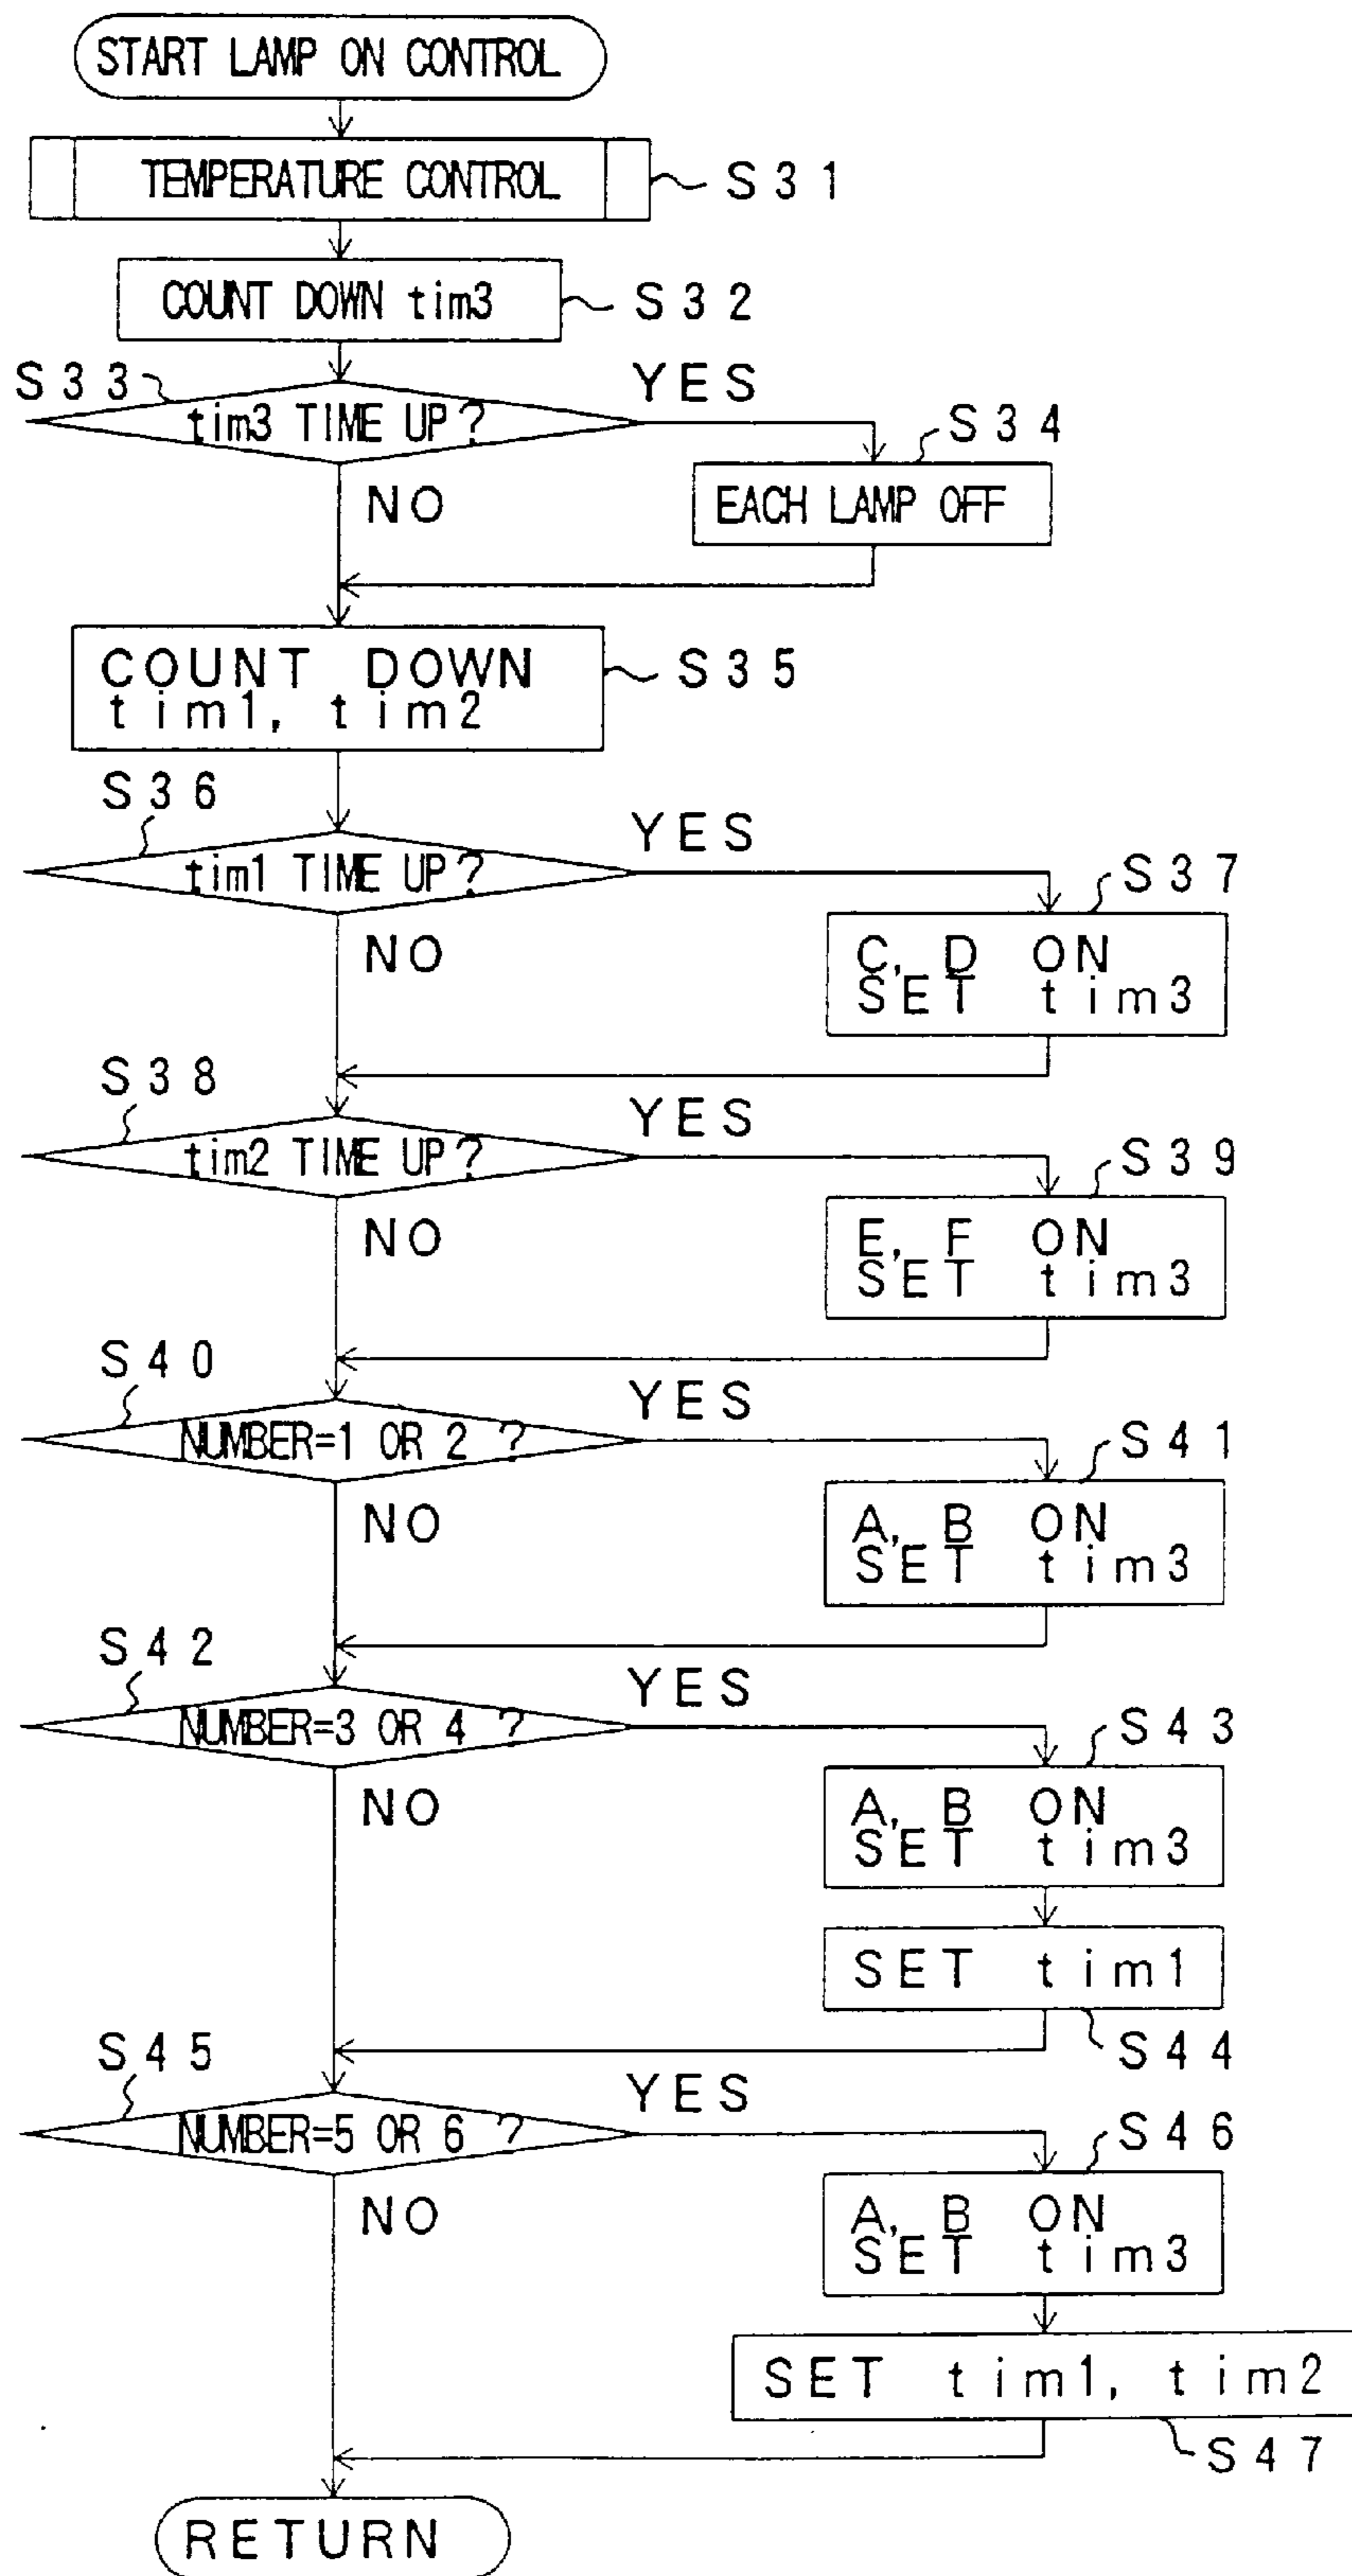 START LAMP ON CONTROL
TEMPERATURE CONTROL
S31
COUNT DOWN tim3
S32
S33
tim3 TIME UP?
YES
NO
S34
EACH LAMP OFF
COUNT DOWN
tim1, tim2
S35
S36
tim1 TIME UP?
YES
NO
S37
C, D ON
SET tim3
S38
tim2 TIME UP?
YES
NO
S39
E, F ON
SET tim3
S40
NUMBER=1 OR 2 ?
YES
NO
S41
A, B ON
SET tim3
S42
NUMBER=3 OR 4 ?
YES
NO
S43
A, B ON
SET tim3
SET tim1
S44
S45
NUMBER=5 OR 6 ?
YES
NO
S46
A, B ON
SET tim3
SET tim1, tim2
S47
RETURN